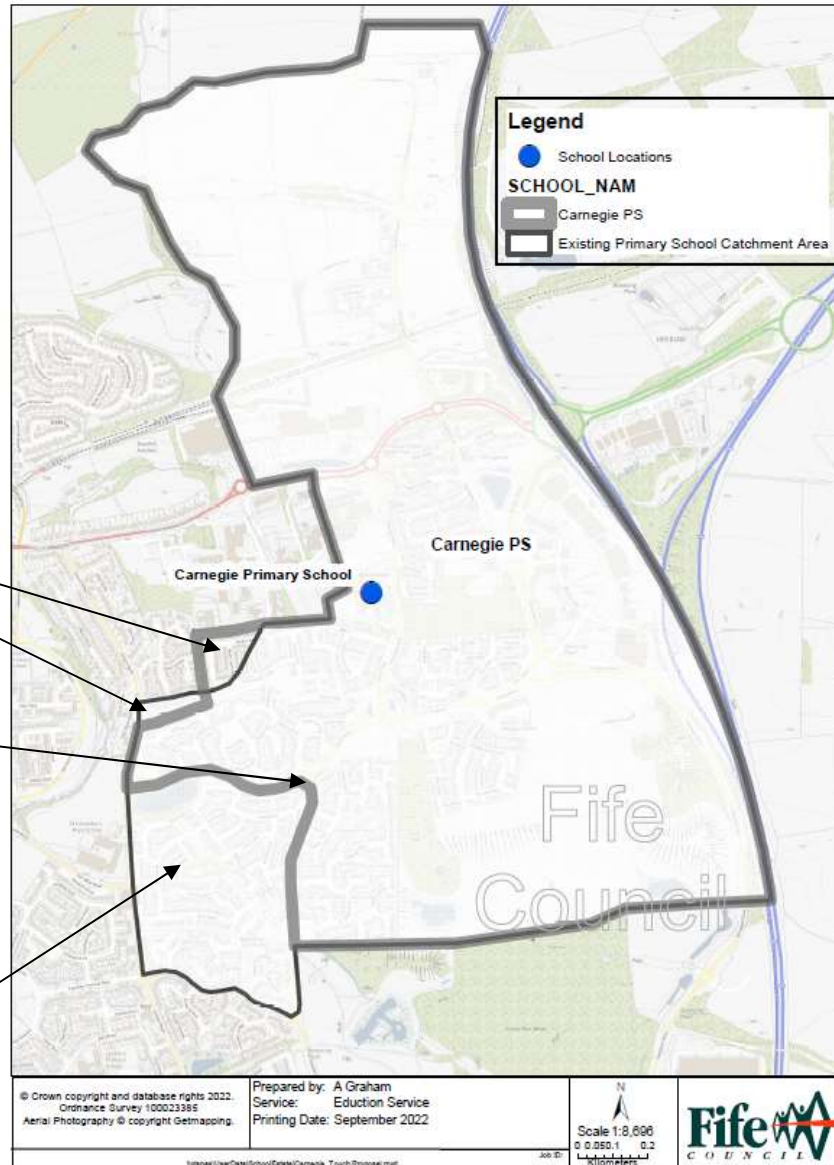 Legend
School Locations
SCHOOL_NAM
Carnegie PS
Existing Primary School Catchment Area
Carnegie PS
Carnegie Primary School
Fife
Council
© Crown copyright and database rights 2022.
Ordnance Survey 100023385
Aerial Photography © copyright Getmapping.
Prepared by: A Graham
Service: Eduction Service
Printing Date: September 2022
N
Scale 1:8,696
0 0.050.1 0.2
Kilometers
Job ID:
Fife
COUNCIL